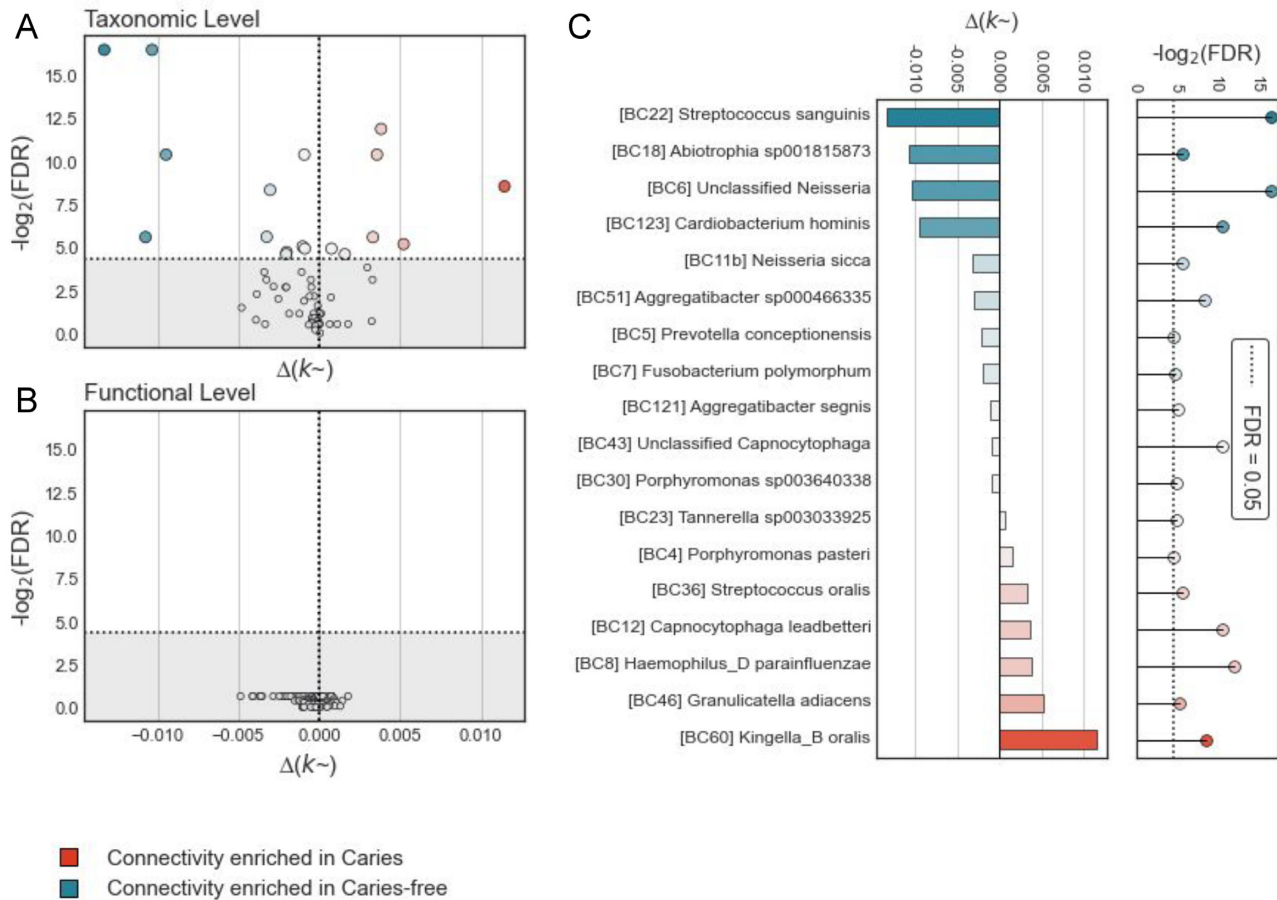 A
Taxonomic Level
-log₂(FDR)
15.0
12.5
10.0
7.5
5.0
2.5
0.0
Δ(k~)
B
Functional Level
-log₂(FDR)
15.0
12.5
10.0
7.5
5.0
2.5
0.0
−0.010
−0.005
0.000
0.005
0.010
Δ(k~)
C
Δ(k~)
-0.010
-0.005
0.000
0.005
0.010
-log₂(FDR)
0
5
10
15
[BC22] Streptococcus sanguinis
[BC18] Abiotrophia sp001815873
[BC6] Unclassified Neisseria
[BC123] Cardiobacterium hominis
[BC11b] Neisseria sicca
[BC51] Aggregatibacter sp000466335
[BC5] Prevotella conceptionensis
[BC7] Fusobacterium polymorphum
[BC121] Aggregatibacter segnis
[BC43] Unclassified Capnocytophaga
[BC30] Porphyromonas sp003640338
[BC23] Tannerella sp003033925
[BC4] Porphyromonas pasteri
[BC36] Streptococcus oralis
[BC12] Capnocytophaga leadbetteri
[BC8] Haemophilus_D parainfluenzae
[BC46] Granulicatella adiacens
[BC60] Kingella_B oralis
FDR = 0.05
Connectivity enriched in Caries
Connectivity enriched in Caries-free